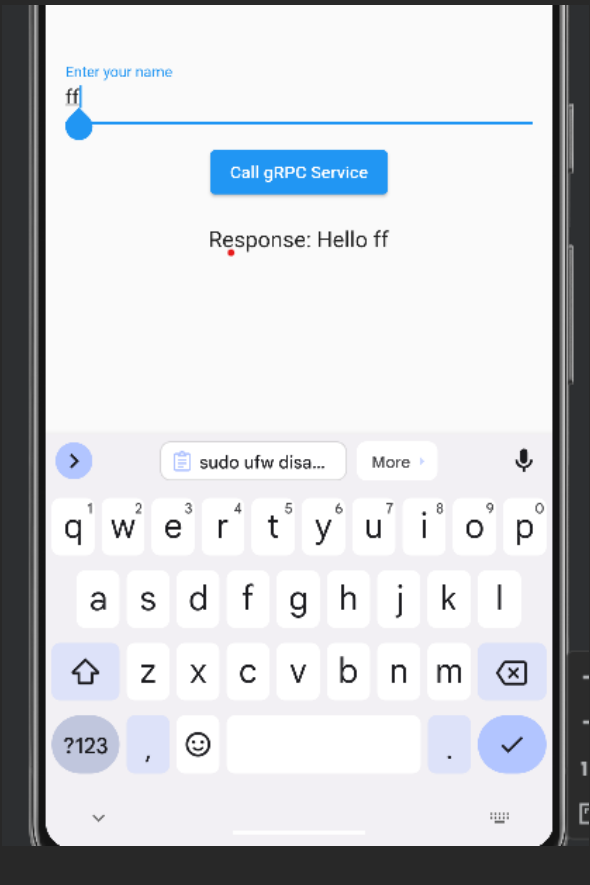 Enter your name
ff
Call gRPC Service
Response: Hello ff
sudo ufw disa... More
1 2 3 4 5 6 7 8 9 0
q w e r t y u i o p
a s d f g h j k l
z x c v b n m
?123 , .
1